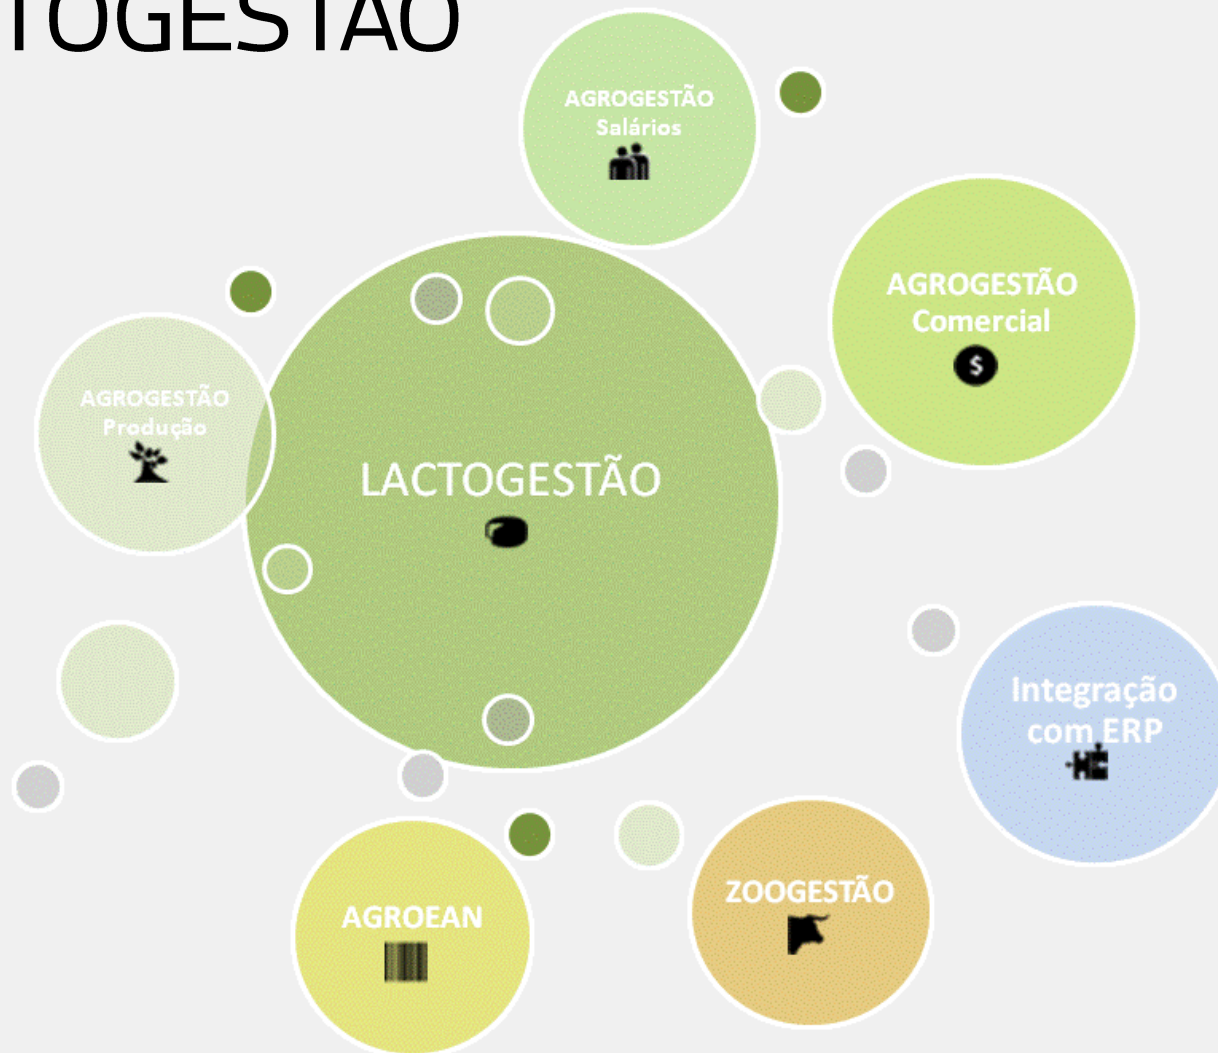 TOGESTÃO
AGROGESTÃO
Salários
AGROGESTÃO
Comercial
$
AGROGESTÃO
Produção
LACTOGESTÃO
Integração
com ERP
ZOOGESTÃO
AGROEAN